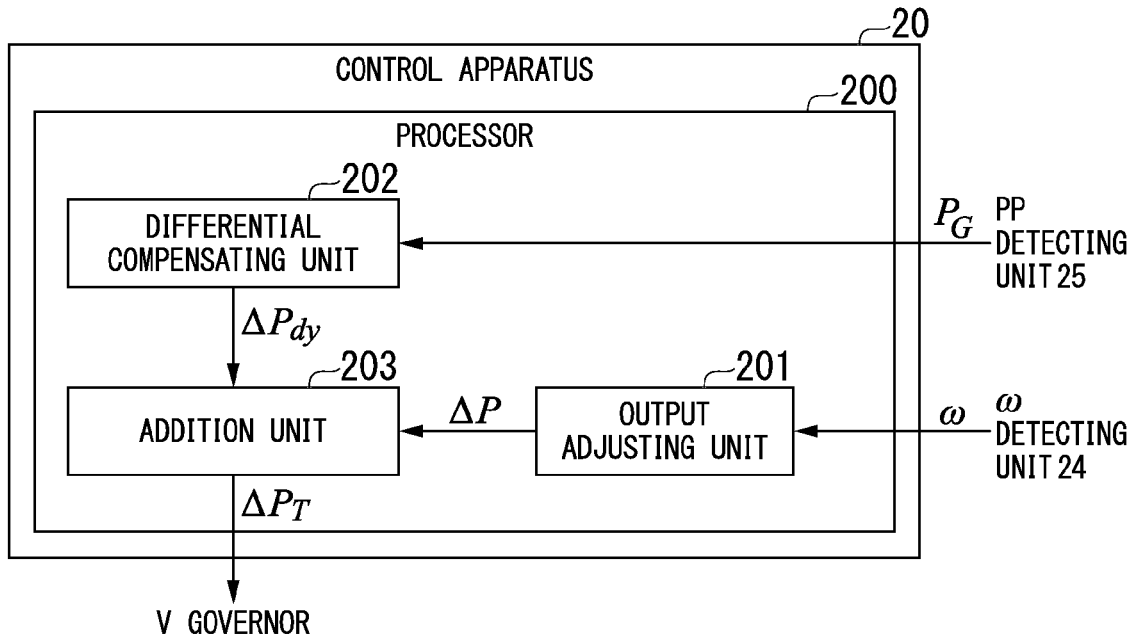 20
CONTROL APPARATUS
200
PROCESSOR
202
DIFFERENTIAL
COMPENSATING UNIT
P_G
PP
DETECTING
UNIT 25
ΔP_dy
203
ADDITION UNIT
ΔP
201
OUTPUT
ADJUSTING UNIT
ω
ω
DETECTING
UNIT 24
ΔP_T
V GOVERNOR